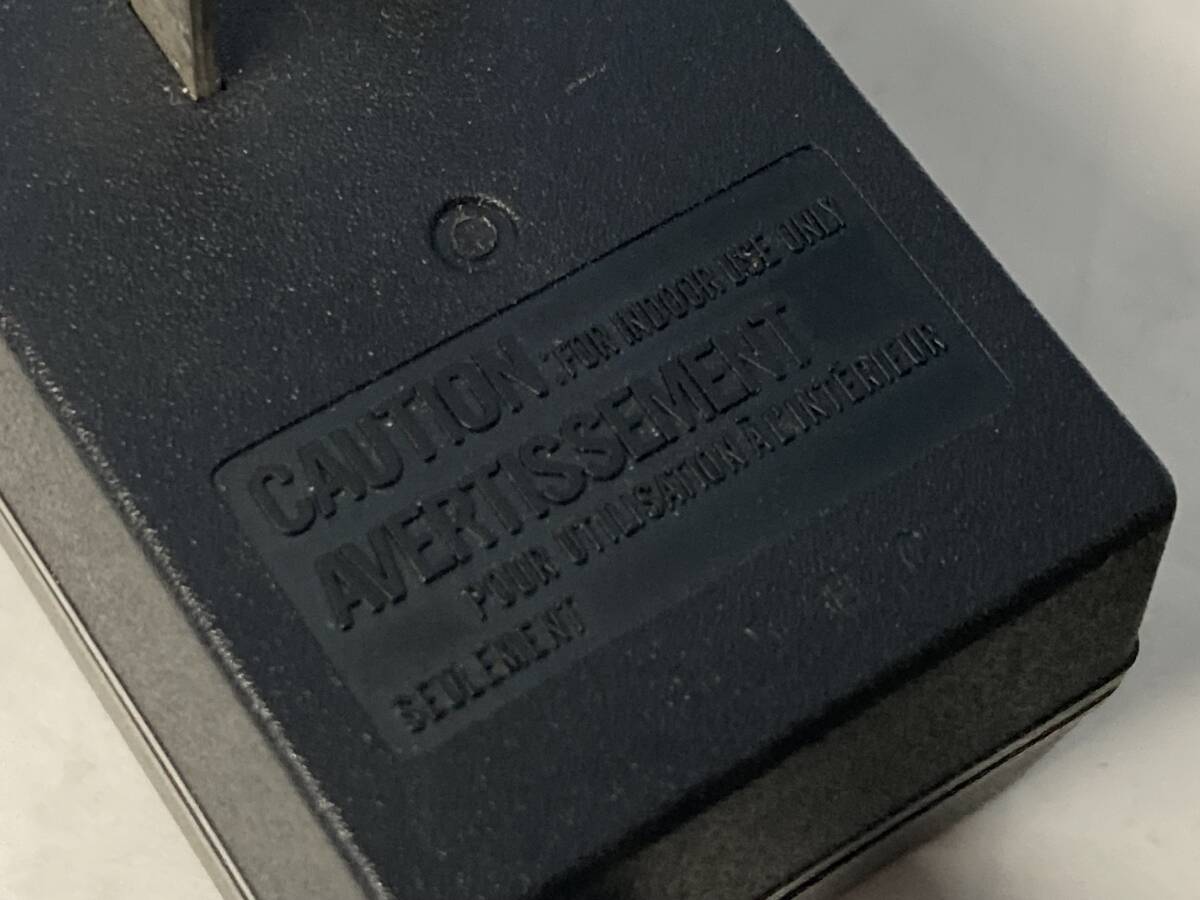 CAUTION :FOR INDOOR USE ONLY
AVERTISSEMENT
POUR UTILISATION À L'INTÉRIEUR
SEULEMENT